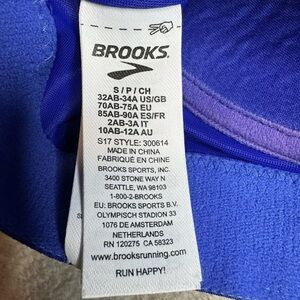 BROOKS
S / P / CH
32AB-34A US/GB
70AB-75A EU
85AB-90A ES/FR
2AB-3A IT
10AB-12A AU
S17 STYLE: 300614
MADE IN CHINA
FABRIQUÉ EN CHINE
BROOKS SPORTS, INC.
3400 STONE WAY N
SEATTLE, WA 98103
1-800-2-BROOKS
EU: BROOKS SPORTS B.V.
OLYMPISCH STADION 33
1076 DE AMSTERDAM
NETHERLANDS
RN 120275 CA 58323
www.brooksrunning.com
RUN HAPPY!